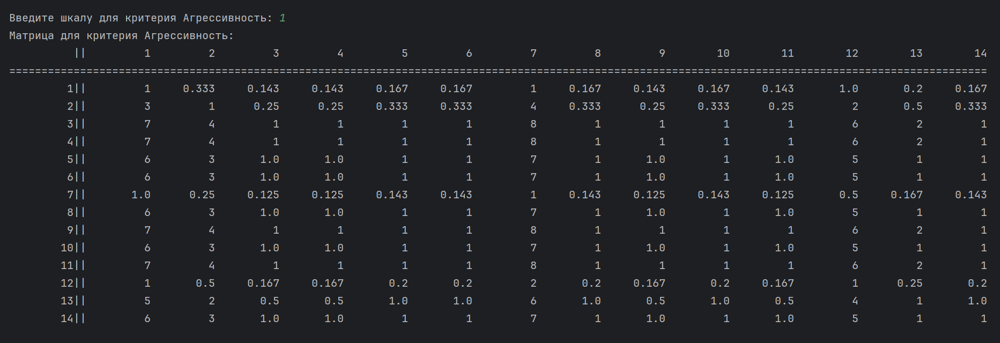 Введите шкалу для критерия Агрессивность: 1
Матрица для критерия Агрессивность:
|| 1 2 3 4 5 6 7 8 9 10 11 12 13 14
========================================================================================================================================================
1|| 1 0.333 0.143 0.143 0.167 0.167 1 0.167 0.143 0.167 0.143 1.0 0.2 0.167
2|| 3 1 0.25 0.25 0.333 0.333 4 0.333 0.25 0.333 0.25 2 0.5 0.333
3|| 7 4 1 1 1 1 8 1 1 1 1 6 2 1
4|| 7 4 1 1 1 1 8 1 1 1 1 6 2 1
5|| 6 3 1.0 1.0 1 1 7 1 1.0 1 1.0 5 1 1
6|| 6 3 1.0 1.0 1 1 7 1 1.0 1 1.0 5 1 1
7|| 1.0 0.25 0.125 0.125 0.143 0.143 1 0.143 0.125 0.143 0.125 0.5 0.167 0.143
8|| 6 3 1.0 1.0 1 1 7 1 1.0 1 1.0 5 1 1
9|| 7 4 1 1 1 1 8 1 1 1 1 6 2 1
10|| 6 3 1.0 1.0 1 1 7 1 1.0 1 1.0 5 1 1
11|| 7 4 1 1 1 1 8 1 1 1 1 6 2 1
12|| 1 0.5 0.167 0.167 0.2 0.2 2 0.2 0.167 0.2 0.167 1 0.25 0.2
13|| 5 2 0.5 0.5 1.0 1.0 6 1.0 0.5 1.0 0.5 4 1 1.0
14|| 6 3 1.0 1.0 1 1 7 1 1.0 1 1.0 5 1 1